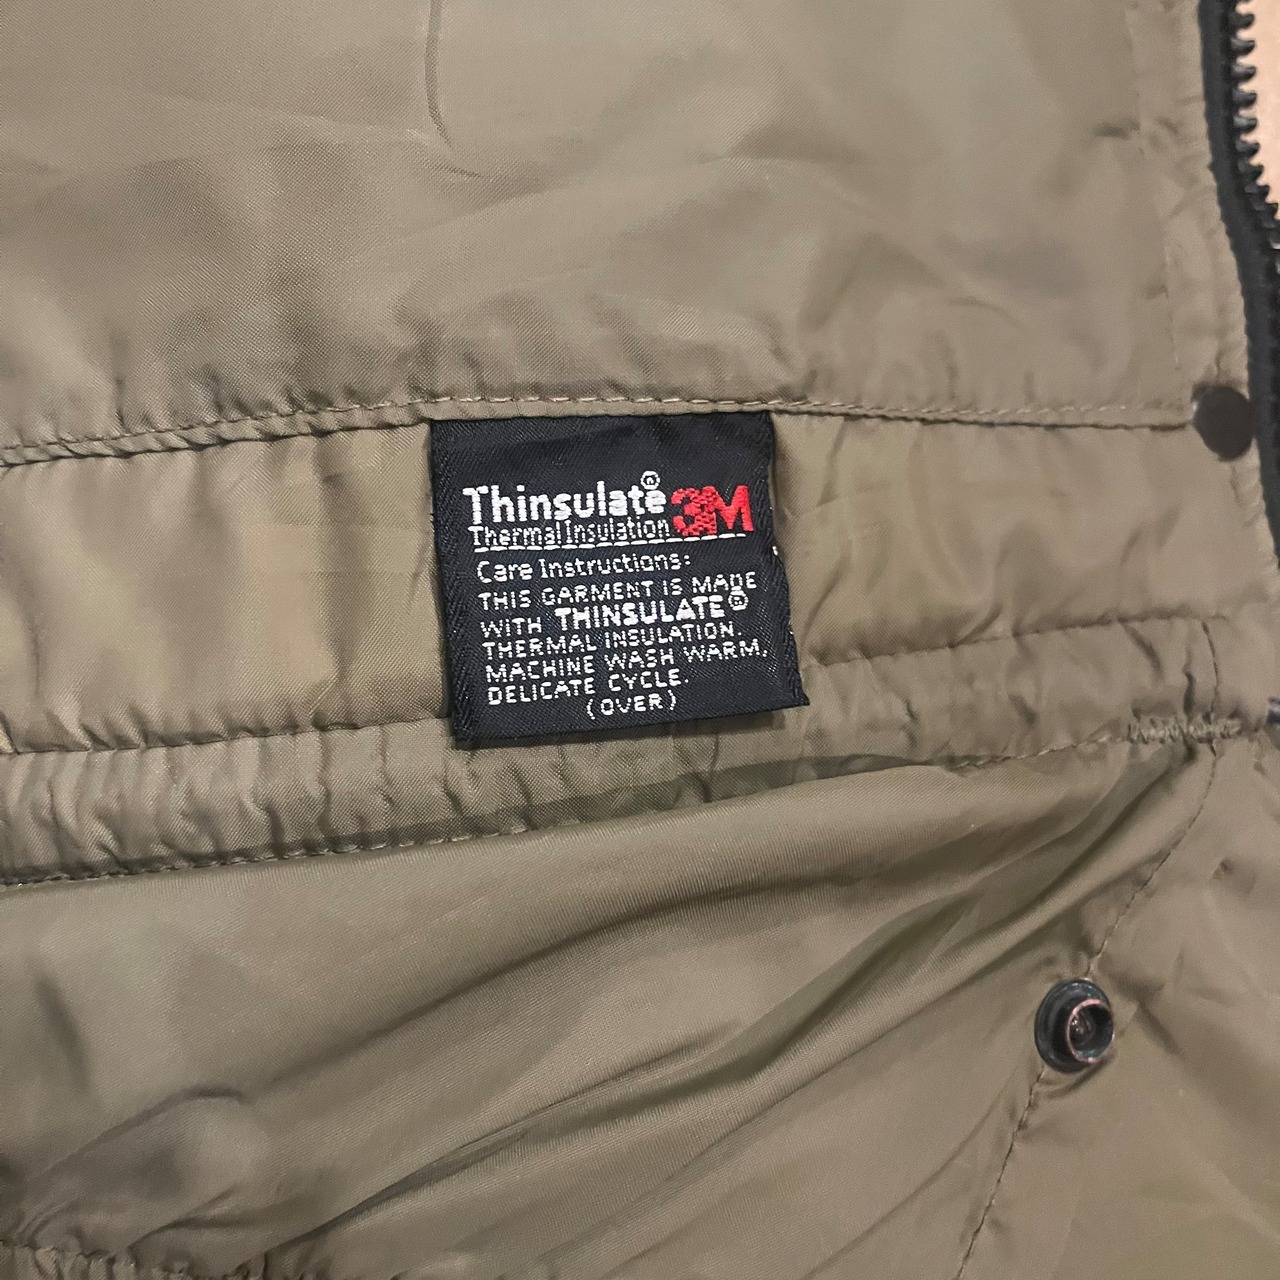 Thinsulate® 3M
Thermal Insulation
Care Instructions:
THIS GARMENT IS MADE
WITH THINSULATE®
THERMAL INSULATION.
MACHINE WASH WARM,
DELICATE CYCLE.
(OVER)